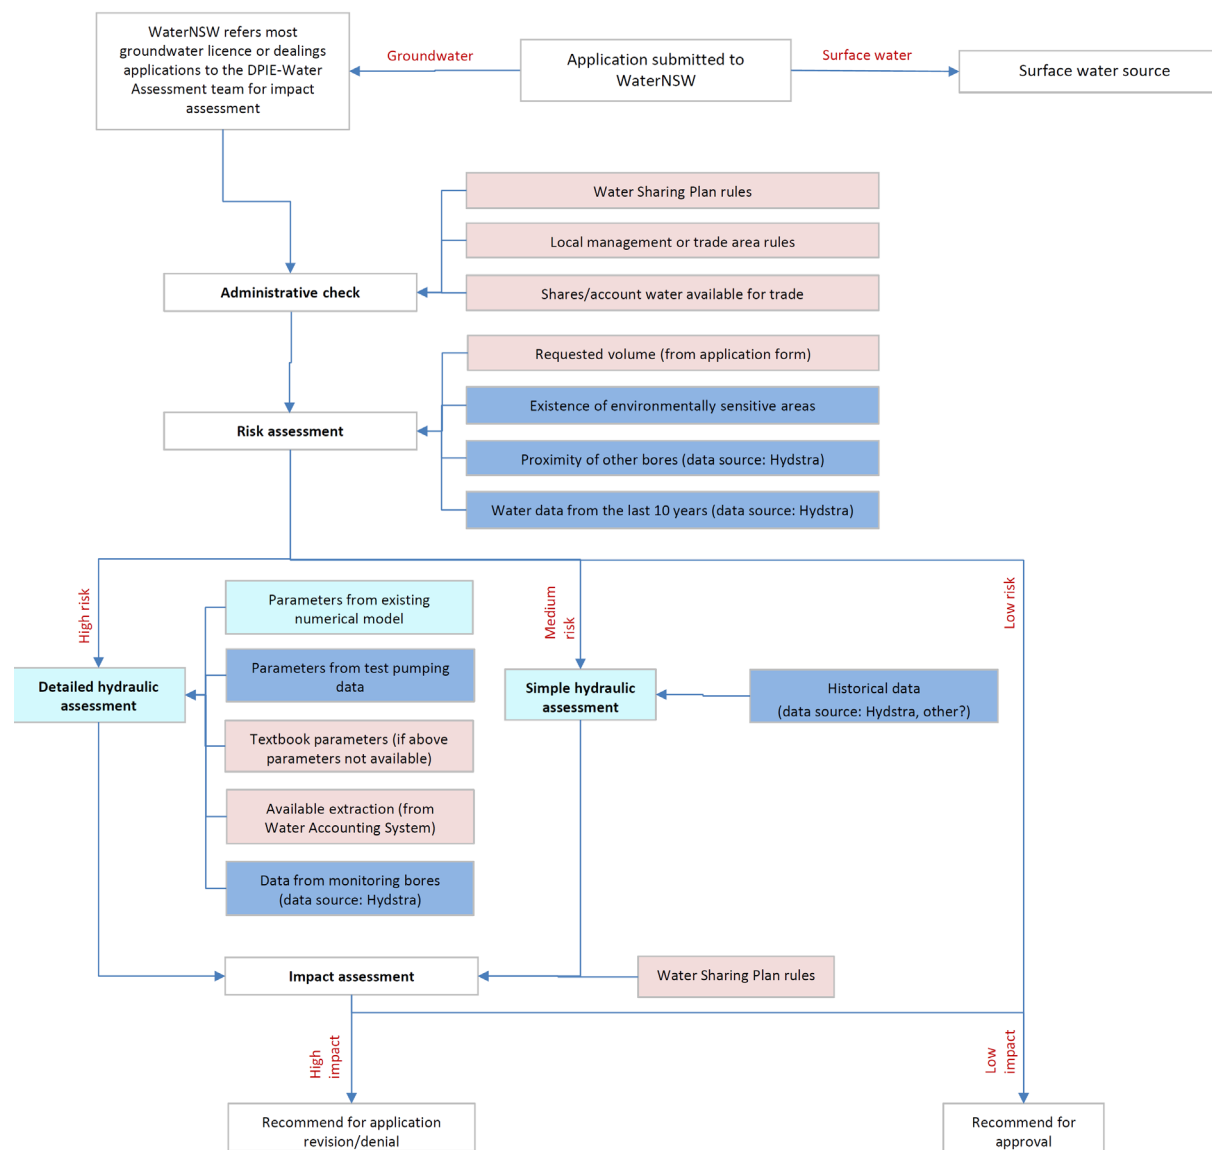 WaterNSW refers most
groundwater licence or dealings
applications to the DPIE-Water
Assessment team for impact
assessment
Groundwater
Application submitted to
WaterNSW
Surface water
Surface water source
Water Sharing Plan rules
Local management or trade area rules
Shares/account water available for trade
Administrative check
Requested volume (from application form)
Existence of environmentally sensitive areas
Risk assessment
Proximity of other bores (data source: Hydstra)
Water data from the last 10 years (data source: Hydstra)
High risk
Medium
risk
Low risk
Parameters from existing
numerical model
Detailed hydraulic
assessment
Parameters from test pumping
data
Simple hydraulic
assessment
Historical data
(data source: Hydstra, other?)
Textbook parameters (if above
parameters not available)
Available extraction (from
Water Accounting System)
Data from monitoring bores
(data source: Hydstra)
Impact assessment
Water Sharing Plan rules
High
impact
Low
impact
Recommend for application
revision/denial
Recommend for
approval